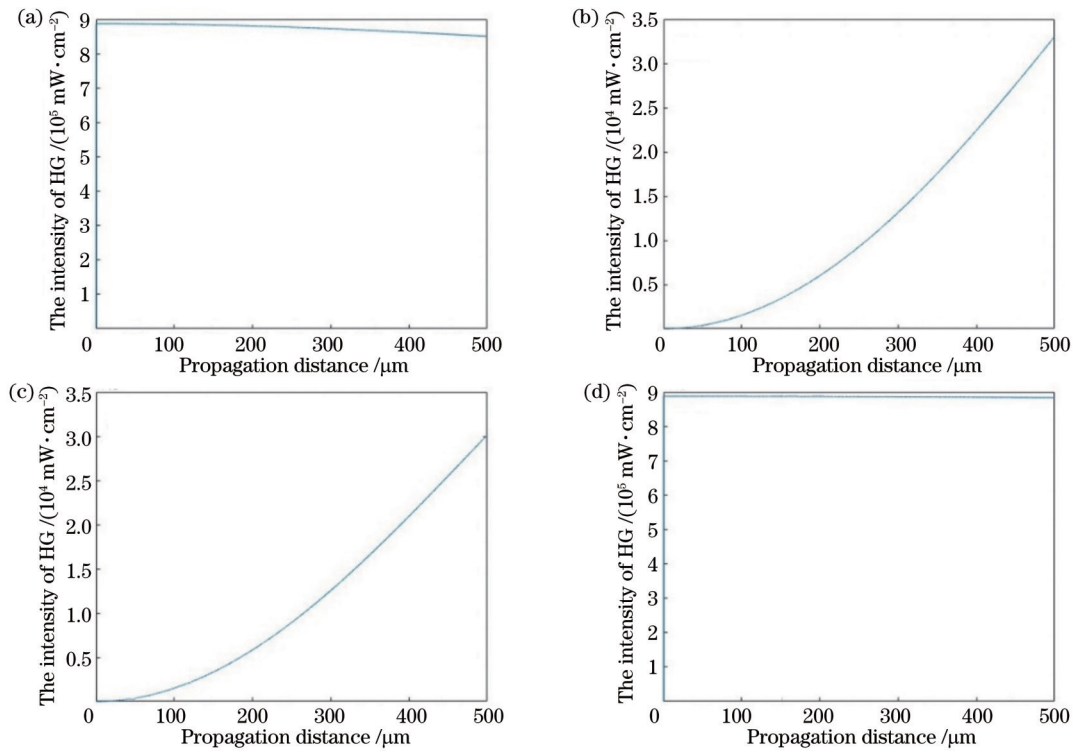 (a)
The intensity of HG /(10⁵ mW·cm⁻²)
9
8
7
6
5
4
3
2
1
0 100 200 300 400 500
Propagation distance /μm
(b)
The intensity of HG /(10⁴ mW·cm⁻²)
3.5
3.0
2.5
2.0
1.5
1.0
0.5
0 100 200 300 400 500
Propagation distance /μm
(c)
The intensity of HG /(10⁴ mW·cm⁻²)
3.5
3.0
2.5
2.0
1.5
1.0
0.5
0 100 200 300 400 500
Propagation distance /μm
(d)
The intensity of HG /(10⁵ mW·cm⁻²)
9
8
7
6
5
4
3
2
1
0 100 200 300 400 500
Propagation distance /μm